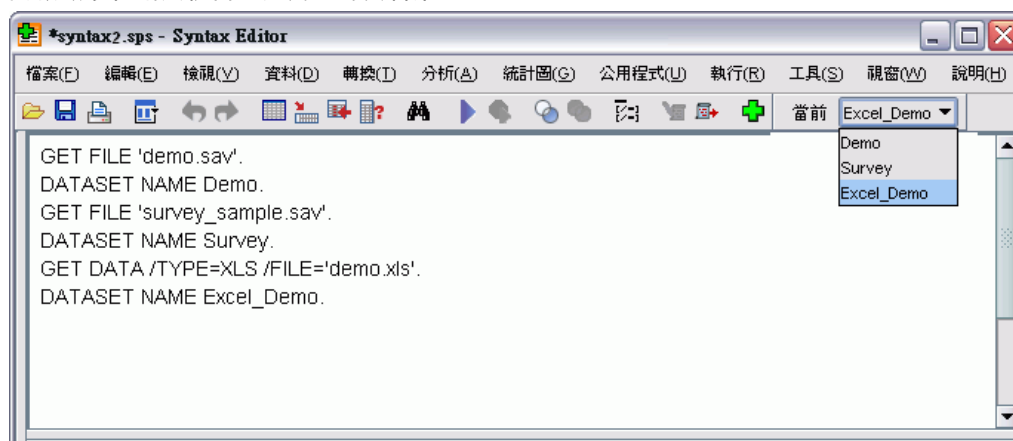 *syntax2.sps - Syntax Editor
檔案(F) 編輯(E) 檢視(V) 資料(D) 轉換(T) 分析(A) 統計圖(G) 公用程式(U) 執行(R) 工具(S) 視窗(W) 說明(H)
當前 Excel_Demo
Demo
Survey
Excel_Demo
GET FILE 'demo.sav'.
DATASET NAME Demo.
GET FILE 'survey_sample.sav'.
DATASET NAME Survey.
GET DATA /TYPE=XLS /FILE='demo.xls'.
DATASET NAME Excel_Demo.